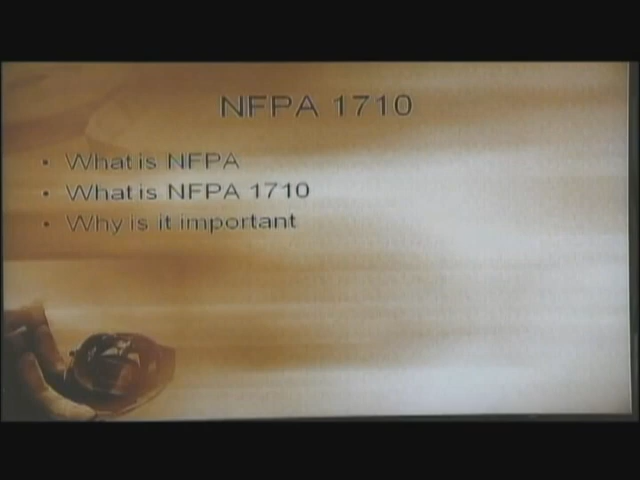 NFPA 1710
• What is NFPA
• What is NFPA 1710
• Why is it important